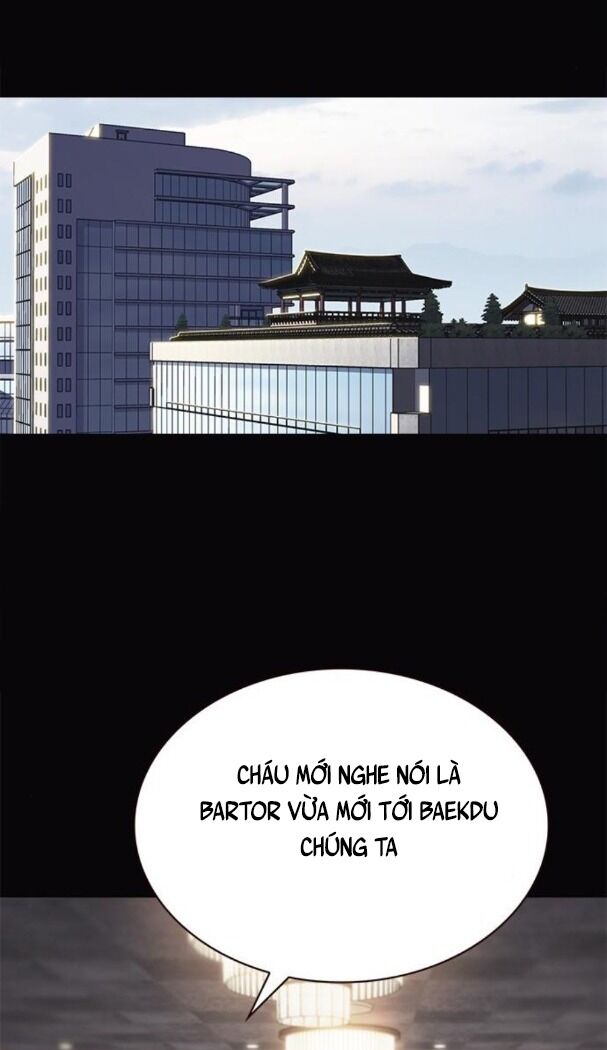 CHÁU MỚI NGHE NÓI LÀ
BARTOR VỪA MỚI TỚI BAEKDU
CHÚNG TA